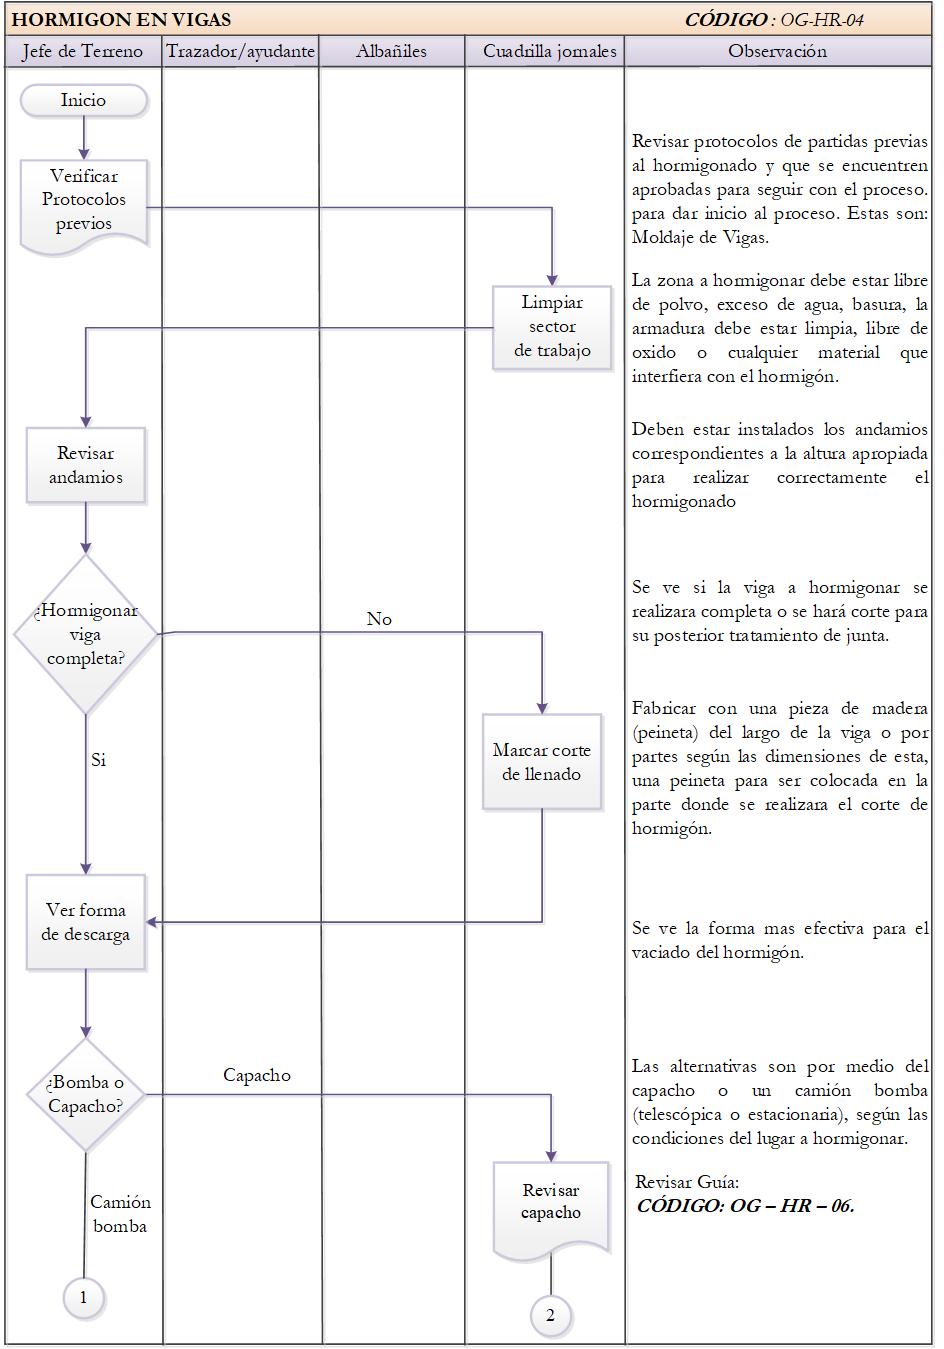 HORMIGON EN VIGAS
CÓDIGO : OG-HR-04
Jefe de Terreno
Trazador/ayudante
Albañiles
Cuadrilla jornales
Observación
Inicio
Verificar
Protocolos
previos
Revisar protocolos de partidas previas
al hormigonado y que se encuentren
aprobadas para seguir con el proceso.
para dar inicio al proceso. Estas son:
Moldaje de Vigas.
Limpiar
sector
de trabajo
La zona a hormigonar debe estar libre
de polvo, exceso de agua, basura, la
armadura debe estar limpia, libre de
oxido o cualquier material que
interfiera con el hormigón.
Revisar
andamios
Deben estar instalados los andamios
correspondientes a la altura apropiada
para realizar correctamente el
hormigonado
¿Hormigonar
viga
completa?
No
Se ve si la viga a hormigonar se
realizara completa o se hará corte para
su posterior tratamiento de junta.
Si
Marcar corte
de llenado
Fabricar con una pieza de madera
(peineta) del largo de la viga o por
partes según las dimensiones de esta,
una peineta para ser colocada en la
parte donde se realizara el corte de
hormigón.
Ver forma
de descarga
Se ve la forma mas efectiva para el
vaciado del hormigón.
¿Bomba o
Capacho?
Capacho
Las alternativas son por medio del
capacho o un camión bomba
(telescópica o estacionaria), según las
condiciones del lugar a hormigonar.
Camión
bomba
Revisar
capacho
Revisar Guía:
CÓDIGO: OG – HR – 06.
1
2